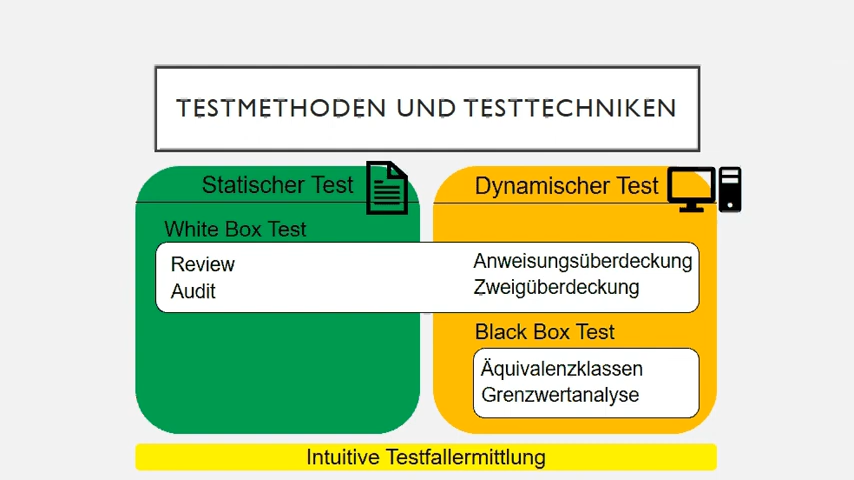 TESTMETHODEN UND TESTTECHNIKEN
Statischer Test
Dynamischer Test
White Box Test
Review
Anweisungsüberdeckung
Audit
Zweigüberdeckung
Black Box Test
Äquivalenzklassen
Grenzwertanalyse
Intuitive Testfallermittlung